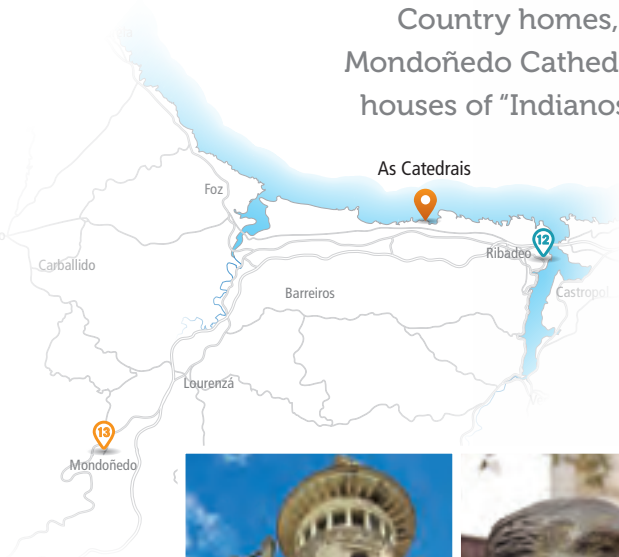 Country homes,
Mondoñedo Cathed
houses of "Indianos
As Catedrais
Foz
12
Ribadeo
Carballido
Barreiros
Castropol
Lourenzá
13
Mondoñedo